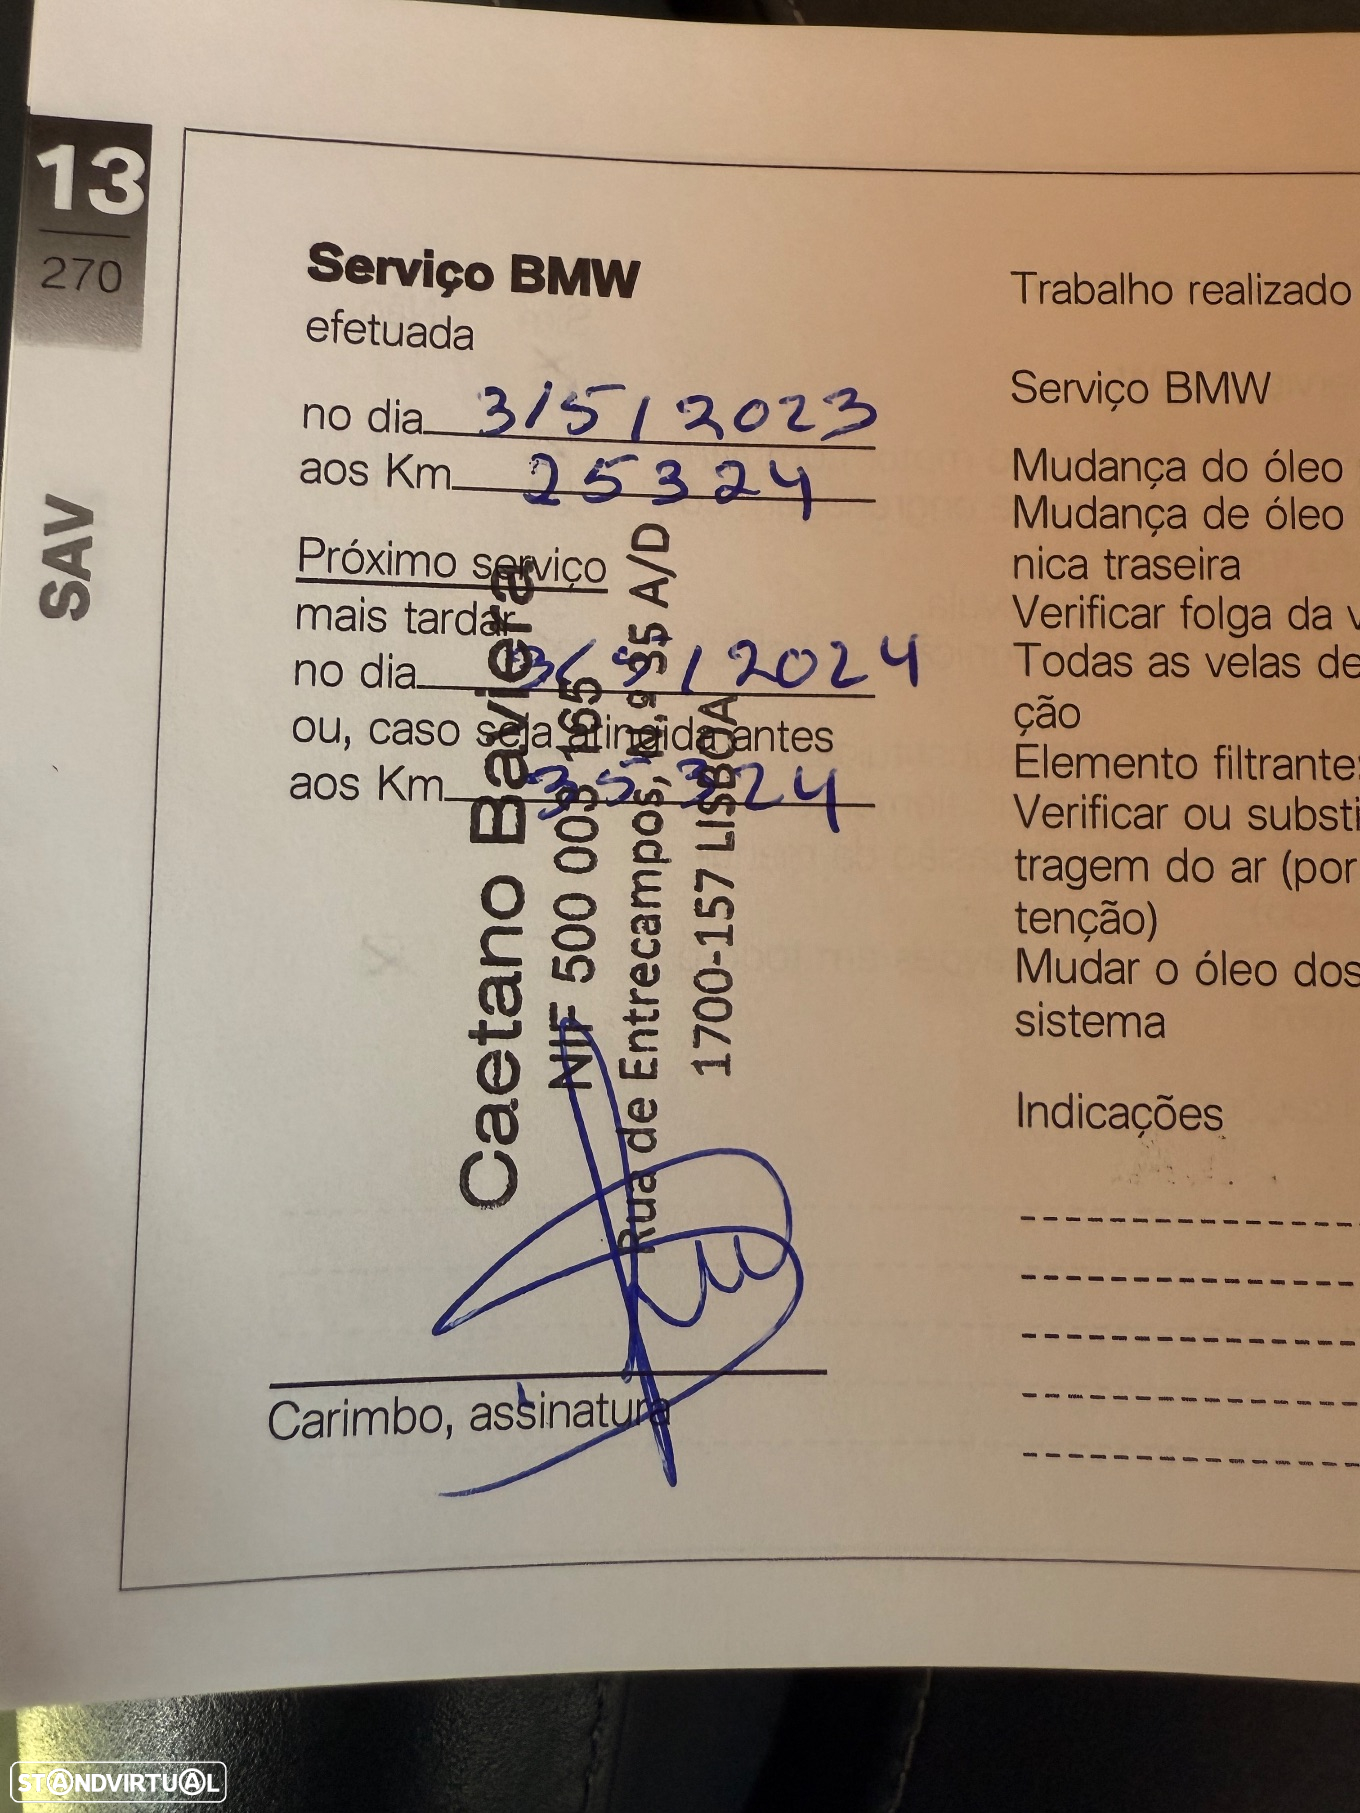 13
270
SAV
Serviço BMW
efetuada
no dia 3/5/2023
aos Km 25324
Próximo serviço
mais tardar
no dia 3/5/2024
ou, caso seja atingida antes
aos Km 35324
Caetano Baviera
NIF 500 003 165
Rua de Entrecampos, N.º 35 A/D
1700-157 LISBOA
Carimbo, assinatura
Trabalho realizado
Serviço BMW
Mudança do óleo
Mudança de óleo
nica traseira
Verificar folga da v
Todas as velas de
ção
Elemento filtrante:
Verificar ou substi
tragem do ar (por
tenção)
Mudar o óleo dos
sistema
Indicações
STANDVIRTUAL